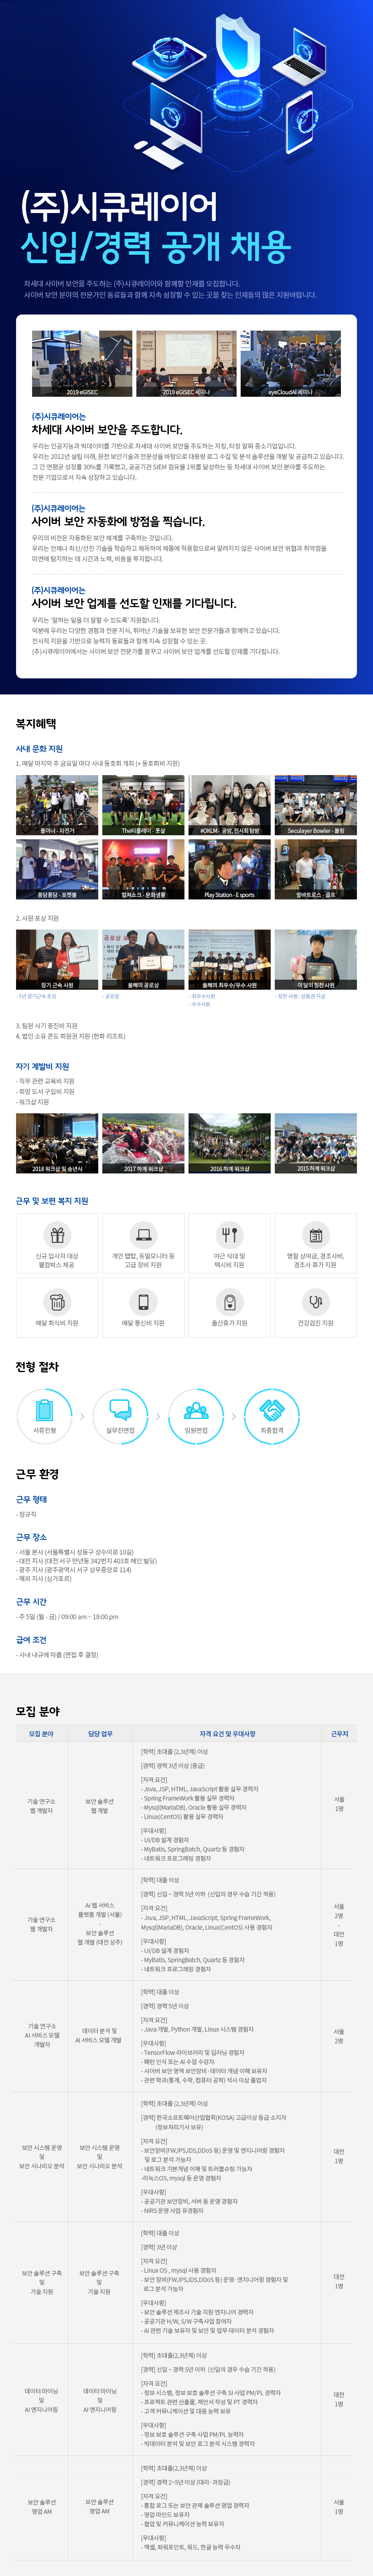 (주)시큐레이어
신입/경력 공개 채용
차세대 사이버 보안을 주도하는 (주)시큐레이어와 함께할 인재를 모집합니다.
사이버 보안 분야의 전문가인 동료들과 함께 지속 성장할 수 있는 곳을 찾는 인재들의 많은 지원바랍니다.
2019 eGISEC
2019 eGISEC 세미나
eyeCloudAI 세미나
(주)시큐레이어는
차세대 사이버 보안을 주도합니다.
우리는 인공지능과 빅데이터를 기반으로 차세대 사이버 보안을 주도하는 자칭, 타칭 알짜 중소기업입니다.
우리는 2012년 설립 이래, 원천 보안기술과 전문성을 바탕으로 대용량 로그 수집 및 분석 솔루션을 개발 및 공급하고 있습니다.
그 간 연평균 성장률 30%를 기록했고, 공공기관 SIEM 점유율 1위를 달성하는 등 차세대 사이버 보안 분야를 주도하는
전문 기업으로서 지속 성장하고 있습니다.
(주)시큐레이어는
사이버 보안 자동화에 방점을 찍습니다.
우리의 비전은 자동화된 보안 체계를 구축하는 것입니다.
우리는 언제나 최신/선진 기술을 학습하고 체득하여 제품에 적용함으로써 알려지지 않은 사이버 보안 위협과 취약점을
미연에 탐지하는 데 시간과 노력, 비용을 투자합니다.
(주)시큐레이어는
사이버 보안 업계를 선도할 인재를 기다립니다.
우리는 '잘하는 일을 더 잘할 수 있도록' 지원합니다.
덕분에 우리는 다양한 경험과 전문 지식, 뛰어난 기술을 보유한 보안 전문가들과 함께하고 있습니다.
전사적 지원을 기반으로 능력자 동료들과 함께 지속 성장할 수 있는 곳.
(주)시큐레이어에서는 사이버 보안 전문가를 꿈꾸고 사이버 보안 업계를 선도할 인재를 기다립니다.
복지혜택
사내 문화 지원
1. 매달 마지막 주 금요일 마다 사내 동호회 개최 (+ 동호회비 지원)
폴미너 - 자전거
The티플레이 - 풋살
#OKLM - 공방, 전시회 탐방
Seculayer Bowler - 볼링
퐁당퐁당 - 포켓볼
컬쳐쇼크 - 문화생활
Play Station - E sports
알바트로스 - 골프
2. 사원 포상 지원
장기 근속 사원
올해의 공로상
올해의 최우수/우수 사원
이 달의 칭찬 사원
- 5년 장기근속 포상
- 공로상
- 최우수사원
- 우수사원
- 칭찬 사원 : 상품권 지급
3. 팀원 사기 증진비 지원
4. 법인 소유 콘도 회원권 지원 (한화 리조트)
자기 계발비 지원
- 직무 관련 교육비 지원
- 희망 도서 구입비 지원
- 워크샵 지원
2018 워크샵 및 송년식
2017 하계 워크샵
2016 하계 워크샵
2015 하계 워크샵
근무 및 보편 복지 지원
신규 입사자 대상
웰컴박스 제공
개인 랩탑, 듀얼모니터 등
고급 장비 지원
야근 식대 및
택시비 지원
명절 상여금, 경조사비,
경조사 휴가 지원
매달 회식비 지원
매달 통신비 지원
출산휴가 지원
건강검진 지원
전형 절차
서류전형
실무진면접
임원면접
최종합격
근무 환경
근무 형태
- 정규직
근무 장소
- 서울 본사 (서울특별시 성동구 성수이로 10길)
- 대전 지사 (대전 서구 만년동 342번지 403호 메인 빌딩)
- 광주 지사 (광주광역시 서구 상무중앙로 114)
- 해외 지사 (싱가포르)
근무 시간
- 주 5일 (월 - 금) / 09:00 am ~ 18:00 pm
급여 조건
- 사내 내규에 따름 (면접 후 결정)
모집 분야
모집 분야 담당 업무 자격 요건 및 우대사항 근무지
기술 연구소
웹 개발자
보안 솔루션
웹 개발
[학력] 초대졸 (2,3년제) 이상
[경력] 경력 3년 이상 (중급)
[자격 요건]
- Jsva, JSP, HTML, JavaScript 활용 실무 경력자
- Spring FrameWork 활용 실무 경력자
- Mysql(MariaDB), Oracle 활용 실무 경력자
- Linux(CentOS) 활용 실무 경력자
[우대사항]
- UI/DB 설계 경험자
- MyBatis, SpringBatch, Quartz 등 경험자
- 네트워크 프로그래밍 경험자
서울
1명
기술 연구소
웹 개발자
AI 웹 서비스
플랫폼 개발 (서울)
-
보안 솔루션
웹 개발 (대전 상주)
[학력] 대졸 이상
[경력] 신입 ~ 경력 5년 이하 (신입의 경우 수습 기간 적용)
[자격 요건]
- Jsva, JSP, HTML, JavaScript, Spring FrameWork,
Mysql(MariaDB), Oracle, Linux(CentOS) 사용 경험자
[우대사항]
- UI/DB 설계 경험자
- MyBatis, SpringBatch, Quartz 등 경험자
- 네트워크 프로그래밍 경험자
서울
2명
-
대전
1명
기술 연구소
AI 서비스 모델
개발자
데이터 분석 및
AI 서비스 모델 개발
[학력] 대졸 이상
[경력] 경력 5년 이상
[자격 요건]
- Java 개발, Python 개발, Linux 시스템 경험자
[우대사항]
- TensorFlow 라이브러리 및 딥러닝 경험자
- 패턴 인식 또는 AI 수업 수강자
- 사이버 보안 영역 보안장비·데이터 개념 이해 보유자
- 관련 학과(통계, 수학, 컴퓨터 공학) 석사 이상 졸업자
서울
2명
보안 시스템 운영
및
보안 시나리오 분석
보안 시스템 운영
및
보안 시나리오 분석
[학력] 초대졸 (2,3년제) 이상
[경력] 한국소프트웨어산업협회(KOSA) 고급이상 등급 소지자
(정보처리기사 보유)
[자격 요건]
- 보안장비(FW,IPS,IDS,DDoS 등) 운영 및 엔지니어링 경험자
및 로그 분석 가능자
- 네트워크 기본개념 이해 및 트러블슈팅 가능자
-리눅스OS, mysql 등 운영 경험자
[우대사항]
- 공공기관 보안장비, 서버 등 운영 경험자
- NIRS 운영 사업 유경험자
대전
1명
보안 솔루션 구축
및
기술 지원
보안 솔루션 구축
및
기술 지원
[학력] 대졸 이상
[경력] 3년 이상
[자격 요건]
- Linux OS , mysql 사용 경험자
- 보안 장비(FW,IPS,IDS,DDoS 등) 운영·엔지니어링 경험자 및
로그 분석 가능자
[우대사항]
- 보안 솔루션 제조사 기술 지원 엔지니어 경력자
- 공공기관 H/W, S/W 구축사업 참여자
- AI 관련 기술 보유자 및 보안 및 업무 데이터 분석 경험자
대전
1명
데이터 마이닝
및
AI 엔지니어링
데이터 마이닝
및
AI 엔지니어링
[학력] 초대졸(2,3년제) 이상
[경력] 신입 ~ 경력 5년 이하 (신입의 경우 수습 기간 적용)
[자격 요건]
- 정보 시스템, 정보 보호 솔루션 구축 SI 사업 PM/PL 경력자
- 프로젝트 관련 산출물, 제안서 작성 및 PT 경력자
- 고객 커뮤니케이션 및 대응 능력 보유
[우대사항]
- 정보 보호 솔루션 구축 사업 PM/PL 능력자
- 빅데이터 분석 및 보안 로그 분석 시스템 경력자
대전
1명
보안 솔루션
영업 AM
보안 솔루션
영업 AM
[학력] 초대졸(2,3년제) 이상
[경력] 경력 2~5년 이상 (대리·과장급)
[자격 요건]
- 통합 로그 또는 보안 관제 솔루션 영업 경력자
- 영업 마인드 보유자
- 협업 및 커뮤니케이션 능력 보유자
[우대사항]
- 엑셀, 파워포인트, 워드, 한글 능력 우수자
서울
1명